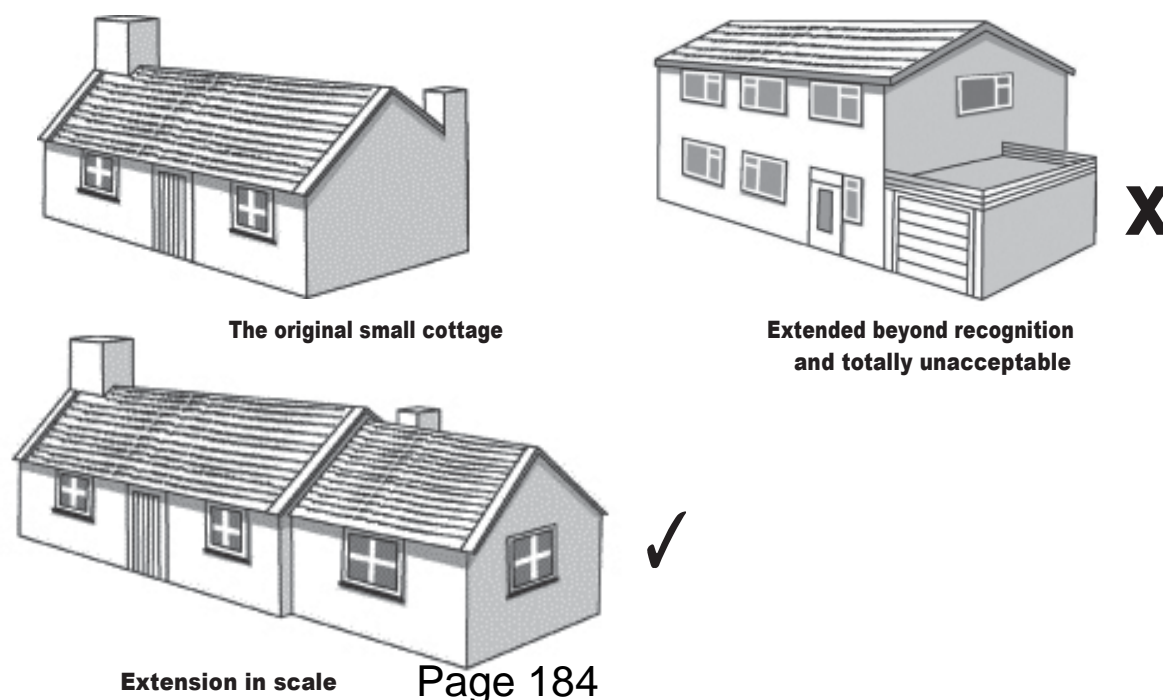 The original small cottage
X
Extended beyond recognition
and totally unacceptable
✓
Extension in scale
Page 184